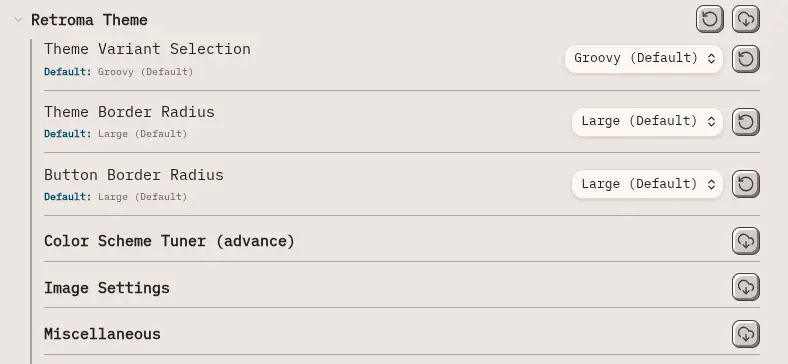 Retroma Theme
Theme Variant Selection
Default: Groovy (Default)
Groovy (Default)
Theme Border Radius
Default: Large (Default)
Large (Default)
Button Border Radius
Default: Large (Default)
Large (Default)
Color Scheme Tuner (advance)
Image Settings
Miscellaneous